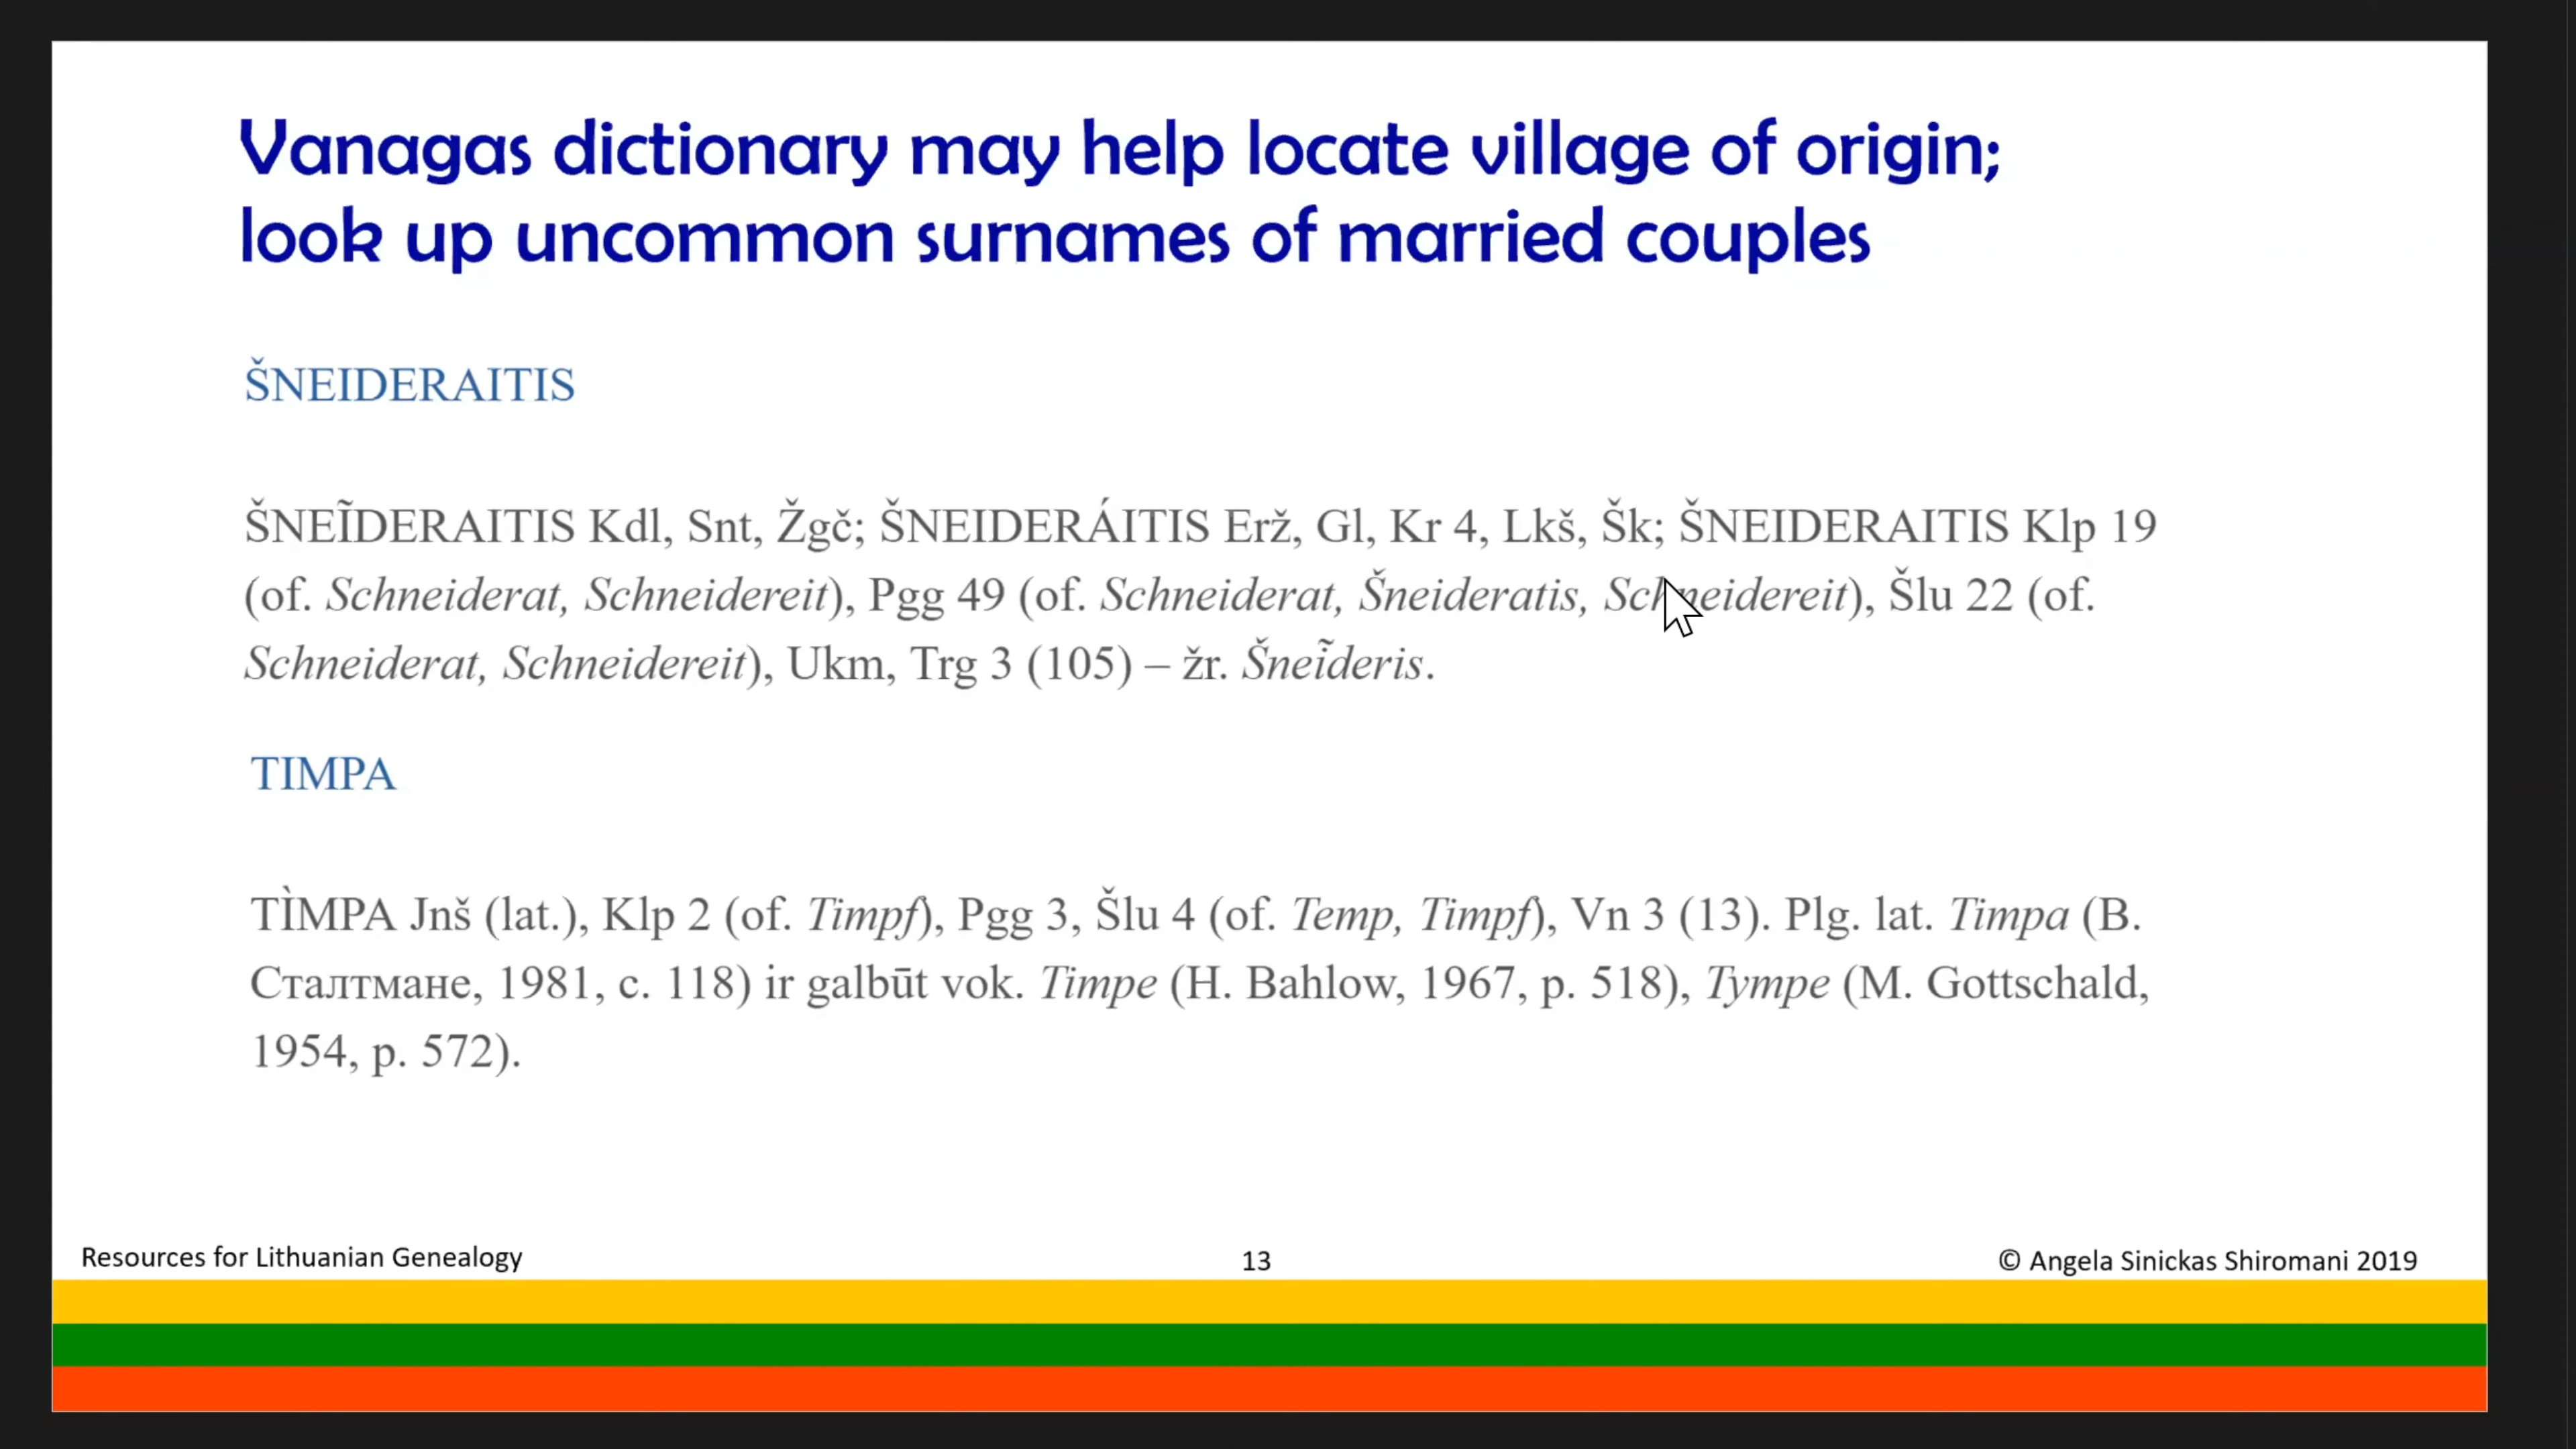 Vanagas dictionary may help locate village of origin;
look up uncommon surnames of married couples
ŠNEIDERAITIS
ŠNEĨDERAITIS Kdl, Snt, Žgč; ŠNEIDERÁITIS Erž, Gl, Kr 4, Lkš, Šk; ŠNEIDERAITIS Klp 19
(of. Schneiderat, Schneidereit), Pgg 49 (of. Schneiderat, Šneideratis, Schneidereit), Šlu 22 (of.
Schneiderat, Schneidereit), Ukm, Trg 3 (105) – žr. Šneĩderis.
TIMPA
TÌMPA Jnš (lat.), Klp 2 (of. Timpf), Pgg 3, Šlu 4 (of. Temp, Timpf), Vn 3 (13). Plg. lat. Timpa (В.
Сталтмане, 1981, с. 118) ir galbūt vok. Timpe (H. Bahlow, 1967, p. 518), Tympe (M. Gottschald,
1954, p. 572).
Resources for Lithuanian Genealogy
13
© Angela Sinickas Shiromani 2019